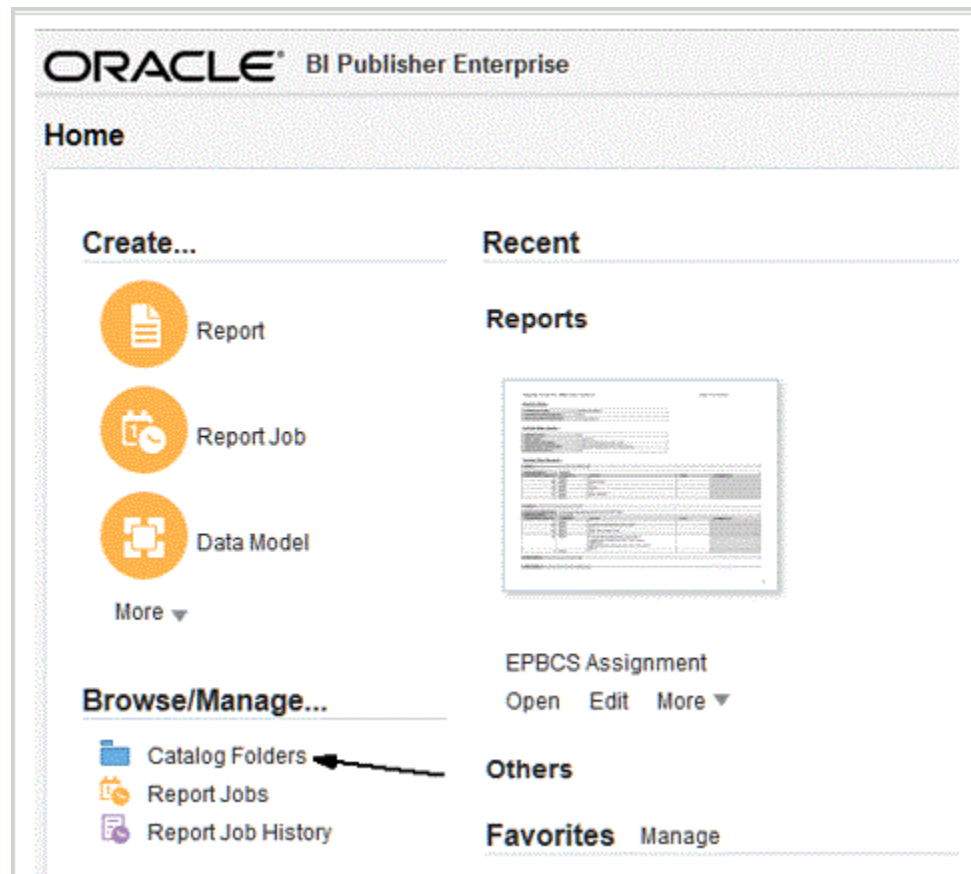 ORACLE® BI Publisher Enterprise
Home
Create...
Report
Report Job
Data Model
More
Browse/Manage...
Catalog Folders
Report Jobs
Report Job History
Recent
Reports
EPBCS Assignment
Open Edit More
Others
Favorites Manage